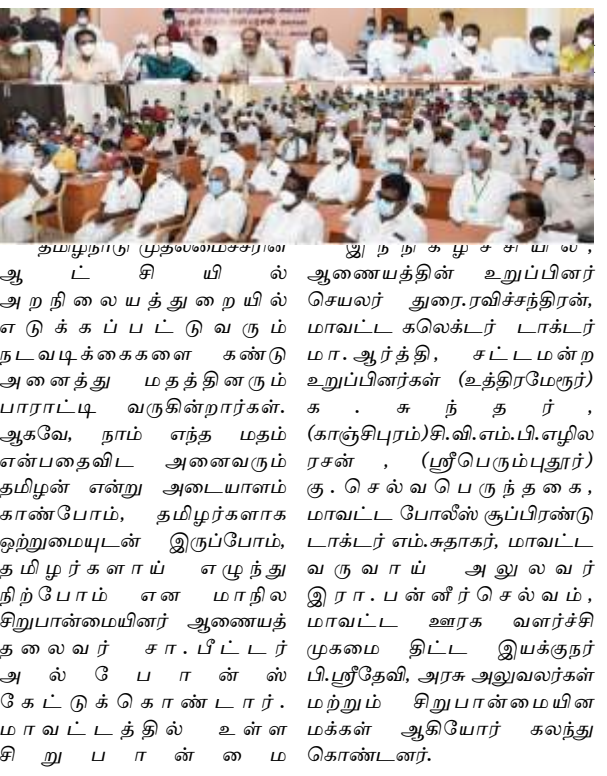 தமிழ்நாடு முதலமைச்சரின்
ஆட்சியில்
அறநிலையத்துறையில்
எடுக்கப்பட்டுவரும்
நடவடிக்கைகளை கண்டு
அனைத்து மதத்தினரும்
பாராட்டி வருகின்றார்கள்.
ஆகவே, நாம் எந்த மதம்
என்பதைவிட அனைவரும்
தமிழன் என்று அடையாளம்
காண்போம், தமிழர்களாக
ஒற்றுமையுடன் இருப்போம்,
தமிழர்களாய் எழுந்து
நிற்போம் என மாநில
சிறுபான்மையினர் ஆணையத்
தலைவர் சா.பீட்டர்
அல்போன்ஸ்
கேட்டுக்கொண்டார்.
மாவட்டத்தில் உள்ள
சிறுபான்மை
இந்நிகழ்ச்சியில்,
ஆணையத்தின் உறுப்பினர்
செயலர் துரை.ரவிச்சந்திரன்,
மாவட்ட கலெக்டர் டாக்டர்
மா.ஆர்த்தி, சட்டமன்ற
உறுப்பினர்கள் (உத்திரமேரூர்)
க.சுந்தர்,
(காஞ்சிபுரம்)சி.வி.எம்.பி.எழில
ரசன் , (ஸ்ரீபெரும்புதூர்)
கு.செல்வபெருந்தகை,
மாவட்ட போலீஸ் சூப்பிரண்டு
டாக்டர் எம்.சுதாகர், மாவட்ட
வருவாய் அலுவலர்
இரா.பன்னீர்செல்வம்,
மாவட்ட ஊரக வளர்ச்சி
முகமை திட்ட இயக்குநர்
பி.ஸ்ரீதேவி, அரசு அலுவலர்கள்
மற்றும் சிறுபான்மையின
மக்கள் ஆகியோர் கலந்து
கொண்டனர்.